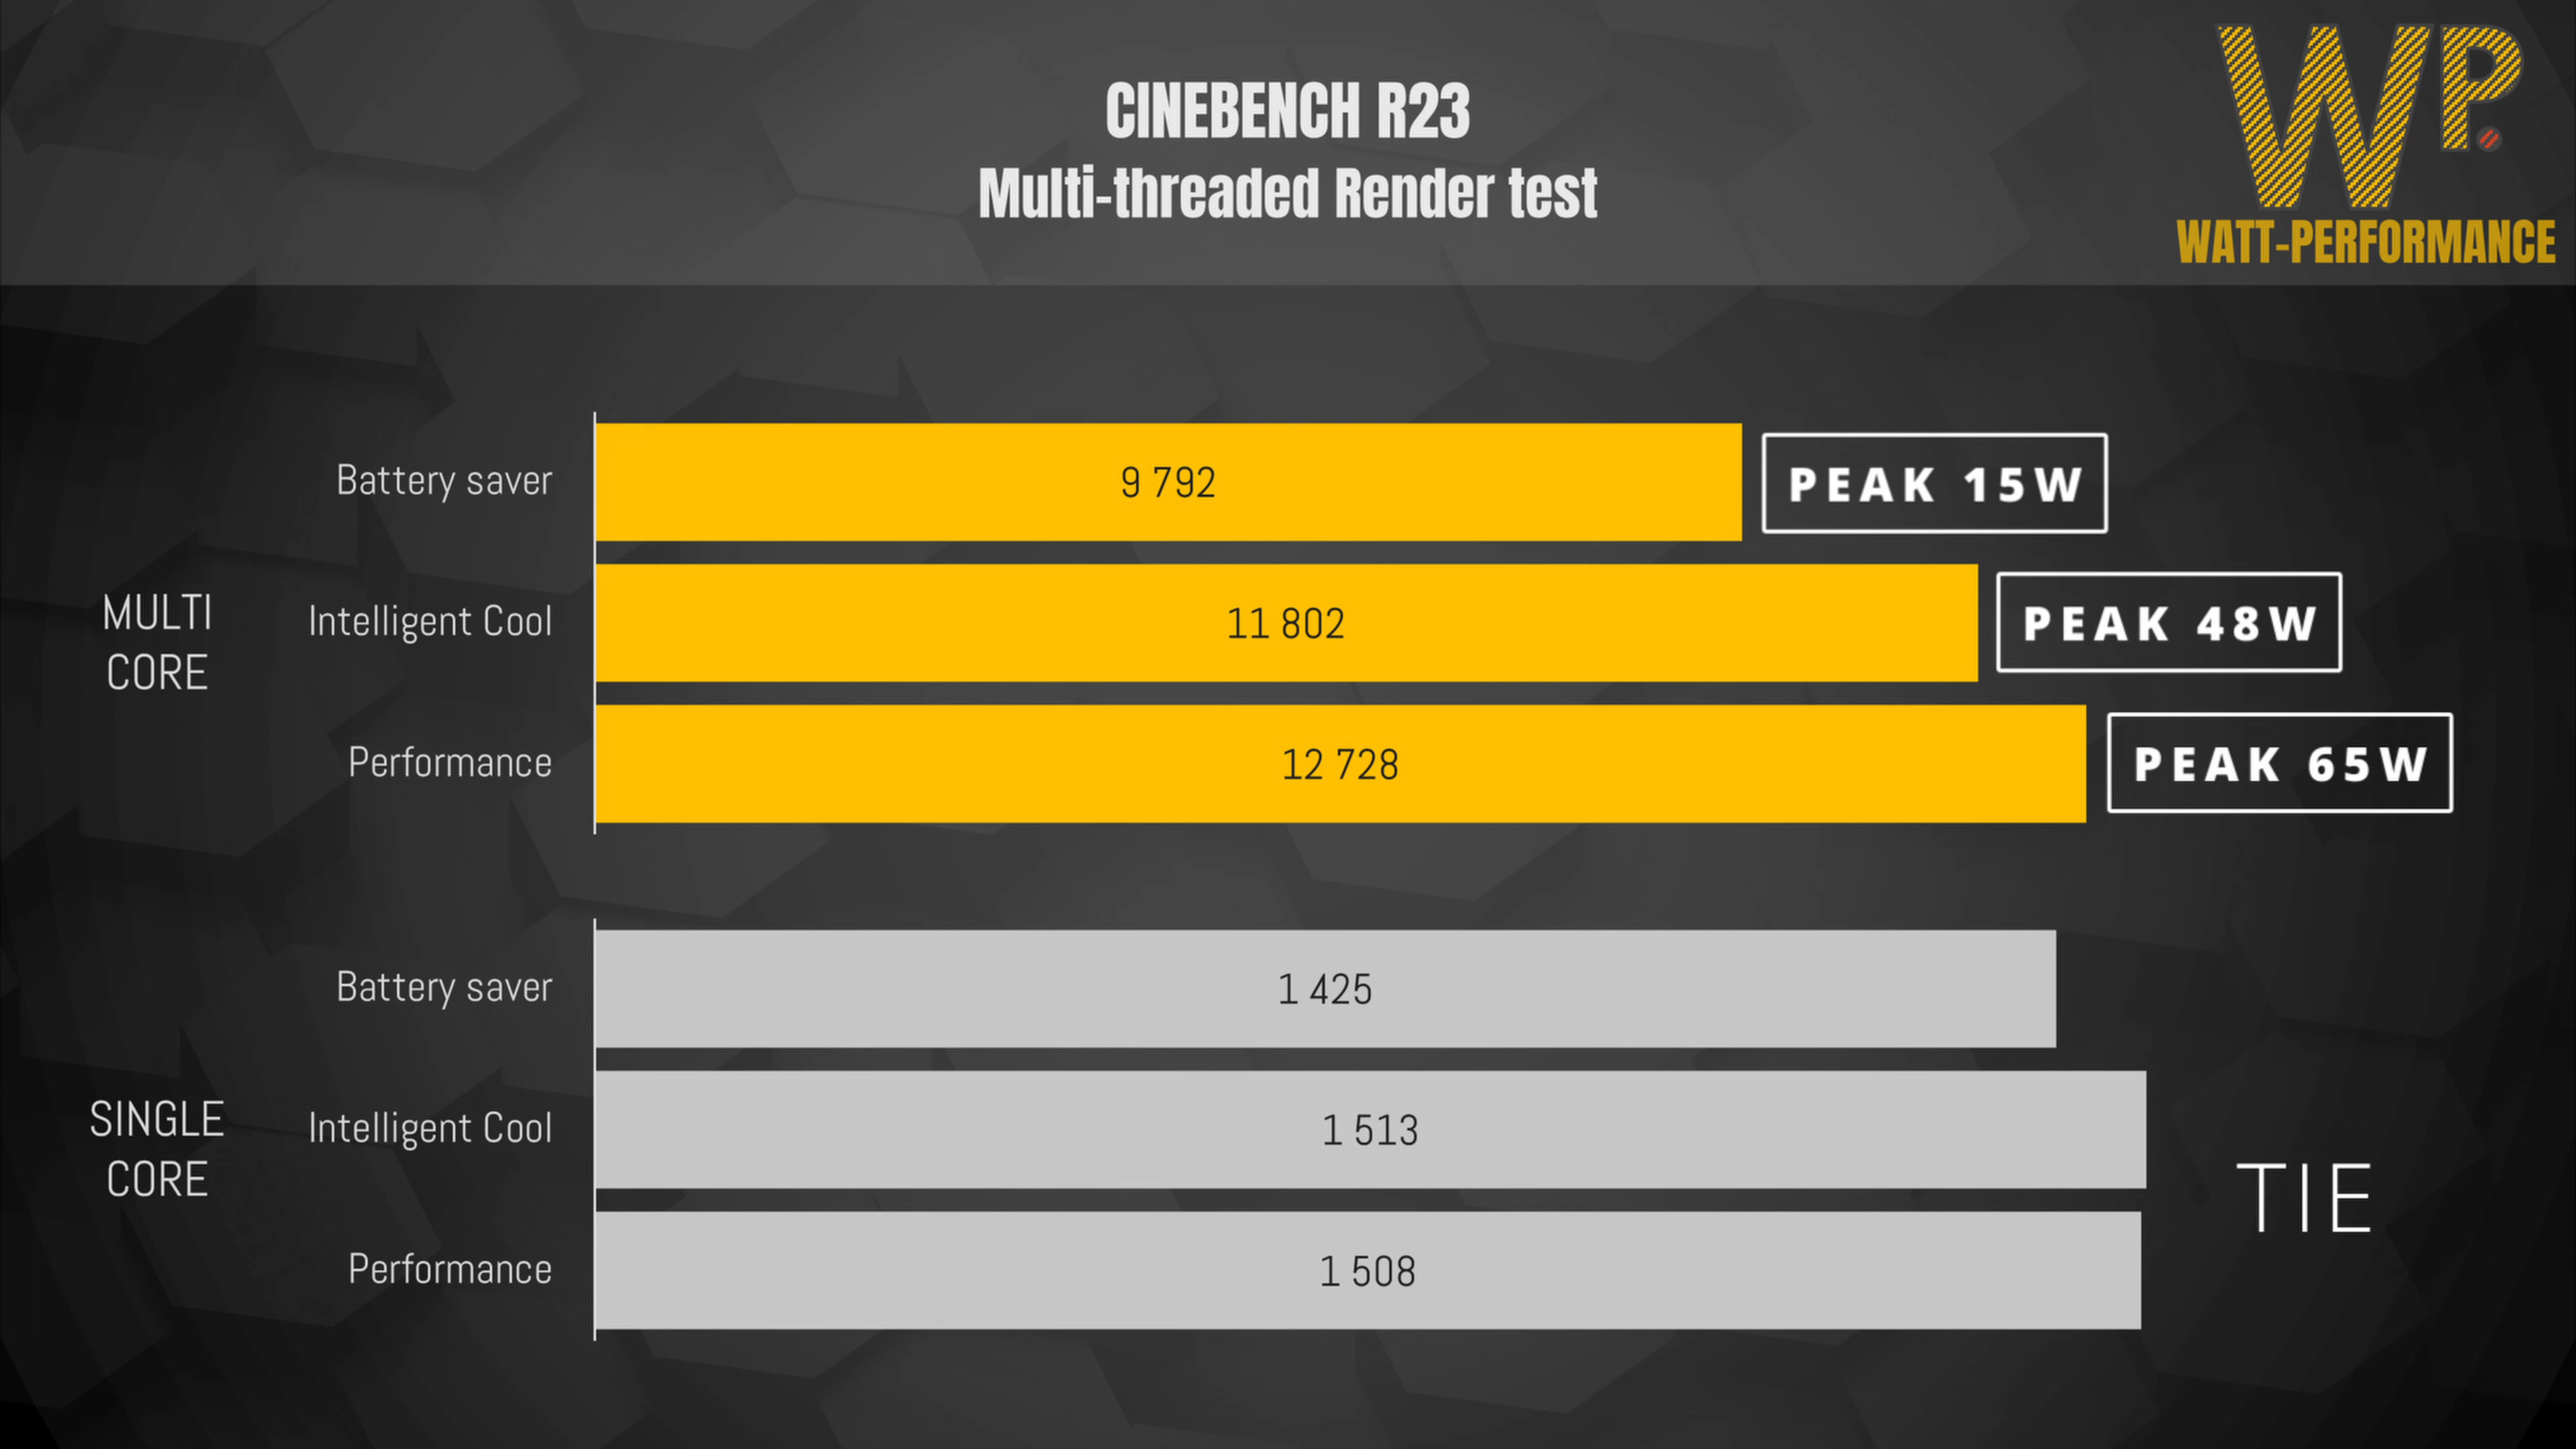 CINEBENCH R23
Multi-threaded Render test
WP.
WATT-PERFORMANCE
MULTI
CORE
Battery saver
9 792
PEAK 15W
Intelligent Cool
11 802
PEAK 48W
Performance
12 728
PEAK 65W
SINGLE
CORE
Battery saver
1 425
Intelligent Cool
1 513
Performance
1 508
TIE